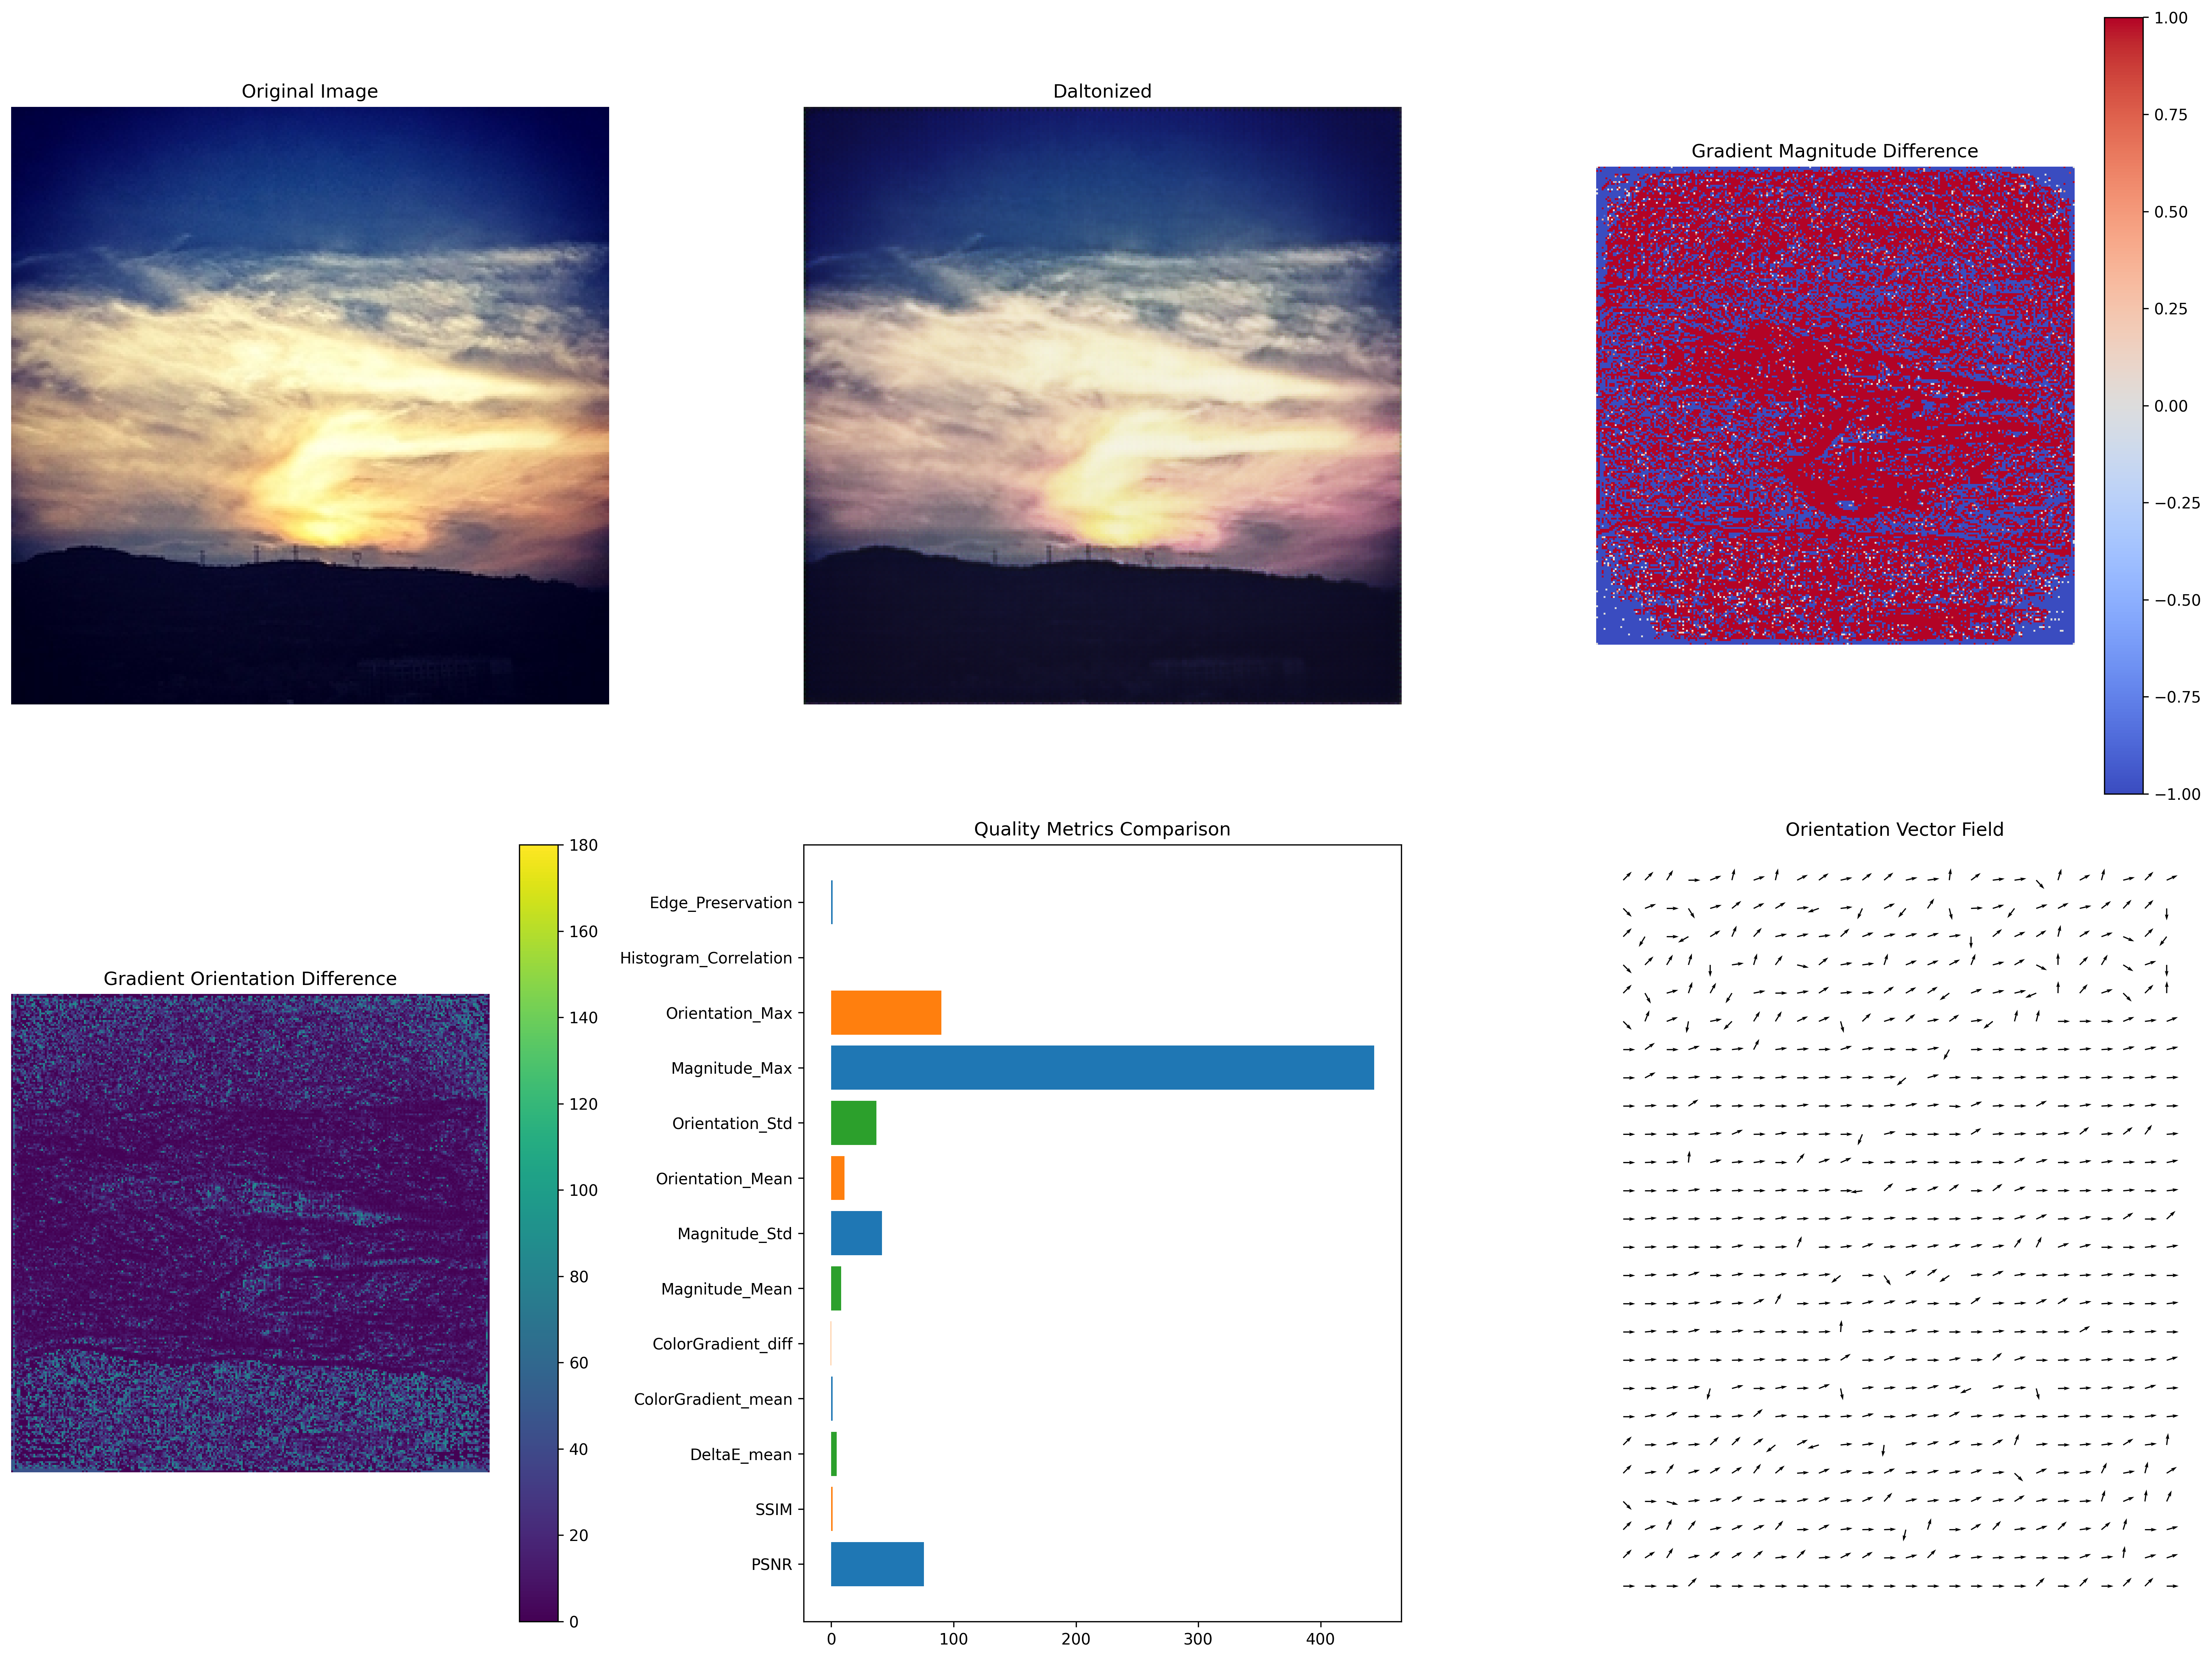 Original Image
Daltonized
Gradient Magnitude Difference
1.00
0.75
0.50
0.25
0.00
−0.25
−0.50
−0.75
−1.00
Gradient Orientation Difference
180
160
140
120
100
80
60
40
20
0
Quality Metrics Comparison
Edge_Preservation
Histogram_Correlation
Orientation_Max
Magnitude_Max
Orientation_Std
Orientation_Mean
Magnitude_Std
Magnitude_Mean
ColorGradient_diff
ColorGradient_mean
DeltaE_mean
SSIM
PSNR
0 100 200 300 400
Orientation Vector Field